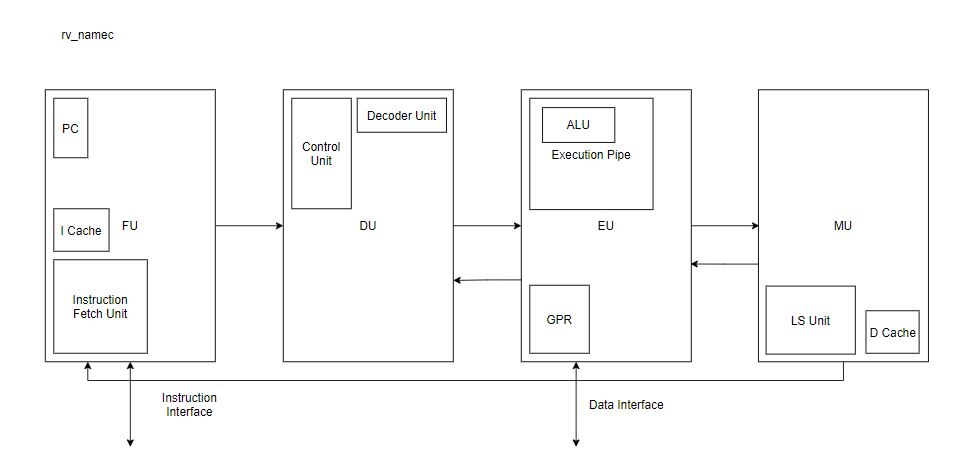 rv_namec
PC
I Cache
FU
Instruction
Fetch Unit
Control
Unit
Decoder Unit
DU
ALU
Execution Pipe
EU
GPR
MU
LS Unit
D Cache
Instruction
Interface
Data Interface